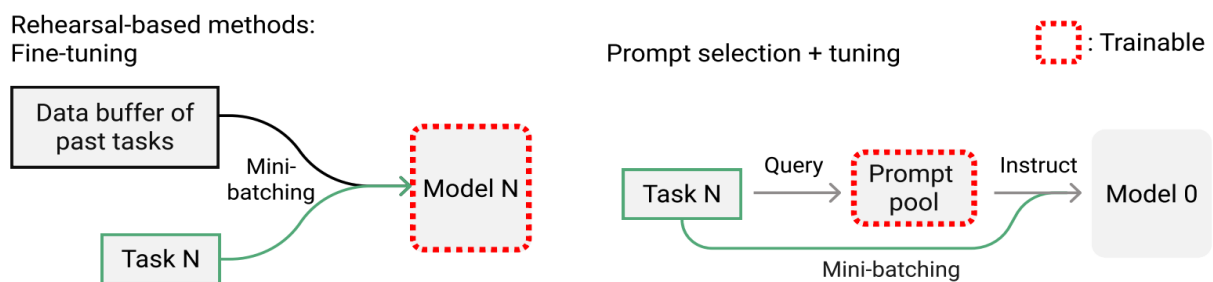 Rehearsal-based methods:
Fine-tuning
Data buffer of
past tasks
Mini-
batching
Model N
Task N
Prompt selection + tuning
: Trainable
Task N
Query
Prompt
pool
Instruct
Model 0
Mini-batching